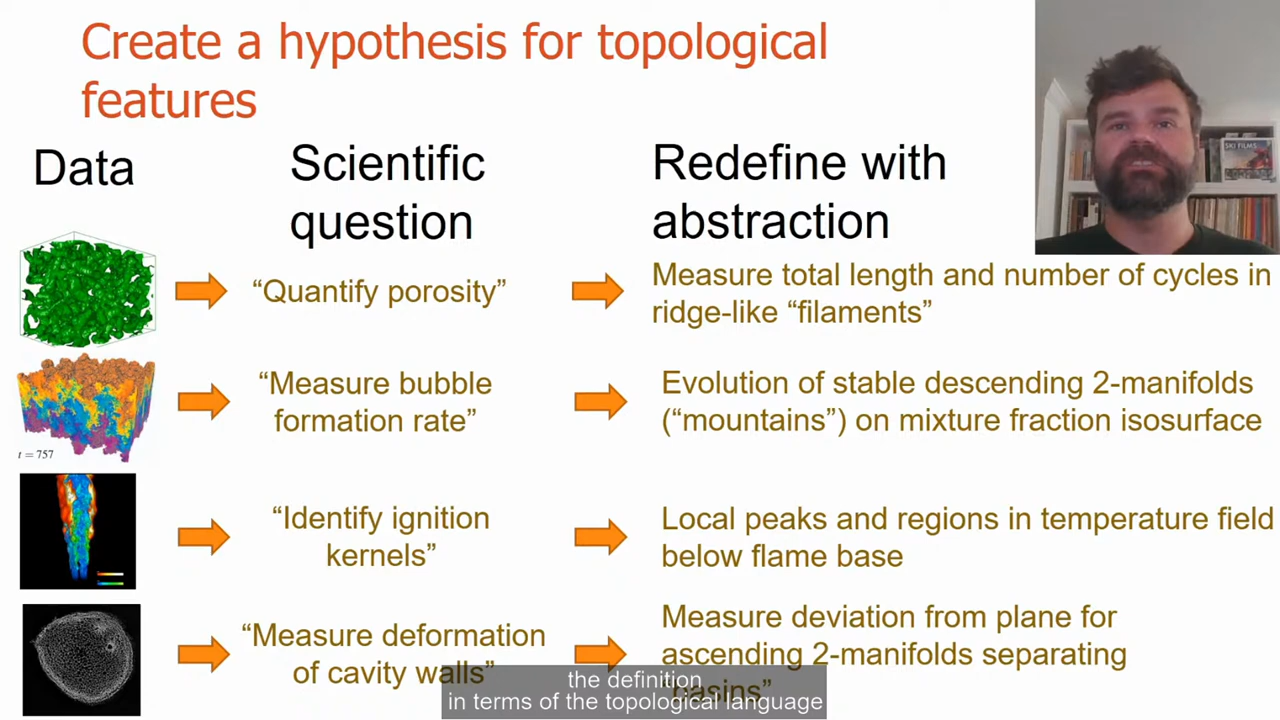 Create a hypothesis for topological
features
Data
Scientific
question
Redefine with
abstraction
SKI FILMS
“Quantify porosity”
Measure total length and number of cycles in
ridge-like “filaments”
“Measure bubble
formation rate”
Evolution of stable descending 2-manifolds
(“mountains”) on mixture fraction isosurface
t = 757
“Identify ignition
kernels”
Local peaks and regions in temperature field
below flame base
“Measure deformation
of cavity walls”
Measure deviation from plane for
ascending 2-manifolds separating
“basins”
the definition
in terms of the topological language